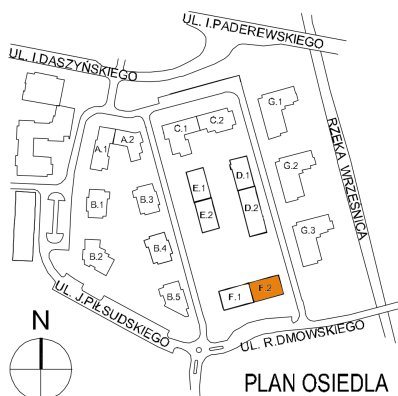 UL. I.PADEREWSKIEGO
UL. I.DASZYŃSKIEGO
RZEKA WRZEŚNICA
G.1
C.1 C.2
A.1 A.2
G.2
E.1 D.1
B.1 B.3
E.2 D.2
G.3
B.2 B.4
B.5
F.1 F.2
UL. J.PIŁSUDSKIEGO
UL. R.DMOWSKIEGO
N
PLAN OSIEDLA